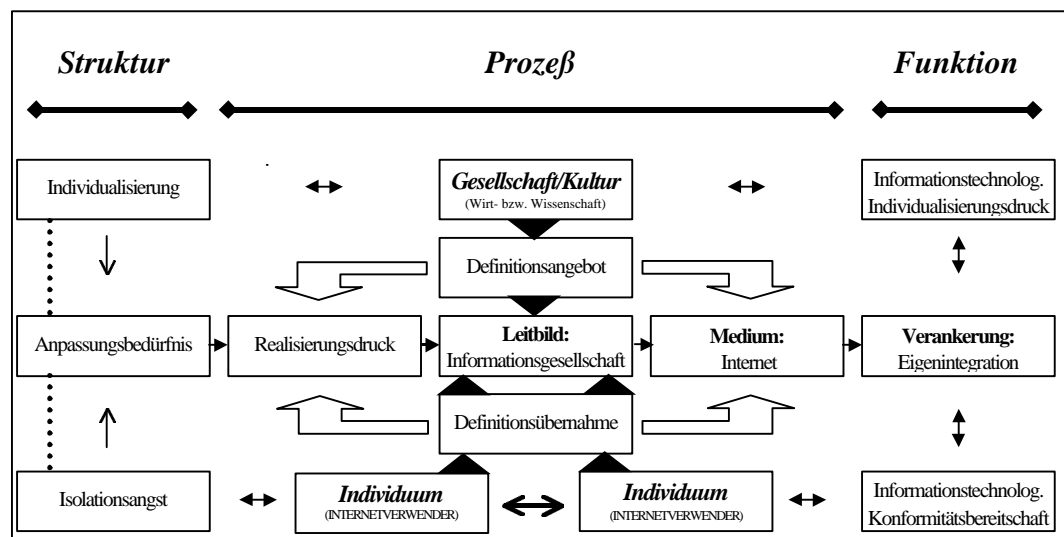 Struktur
Prozeß
Funktion
Individualisierung
Gesellschaft/Kultur
(Wirt- bzw. Wissenschaft)
Informationstechnolog.
Individualisierungsdruck
Definitionsangebot
Anpassungsbedürfnis
Realisierungsdruck
Leitbild:
Informationsgesellschaft
Medium:
Internet
Verankerung:
Eigenintegration
Definitionsübernahme
Isolationsangst
Individuum
(INTERNETVERWENDER)
Individuum
(INTERNETVERWENDER)
Informationstechnolog.
Konformitätsbereitschaft